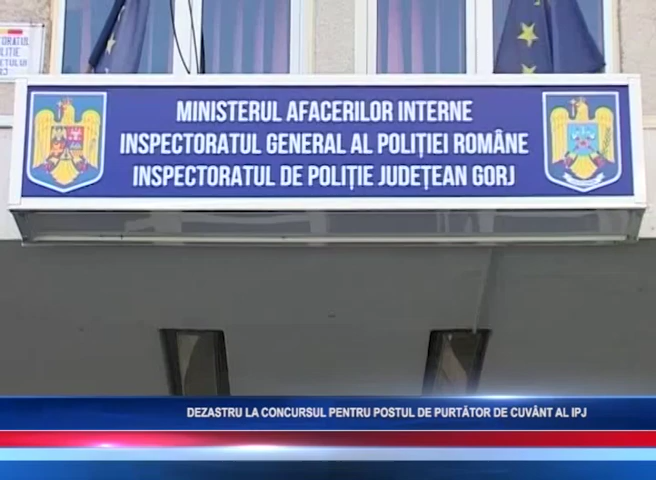 MINISTERUL AFACERILOR INTERNE
INSPECTORATUL GENERAL AL POLIȚIEI ROMÂNE
INSPECTORATUL DE POLIȚIE JUDEȚEAN GORJ
DEZASTRU LA CONCURSUL PENTRU POSTUL DE PURTĂTOR DE CUVÂNT AL IPJ